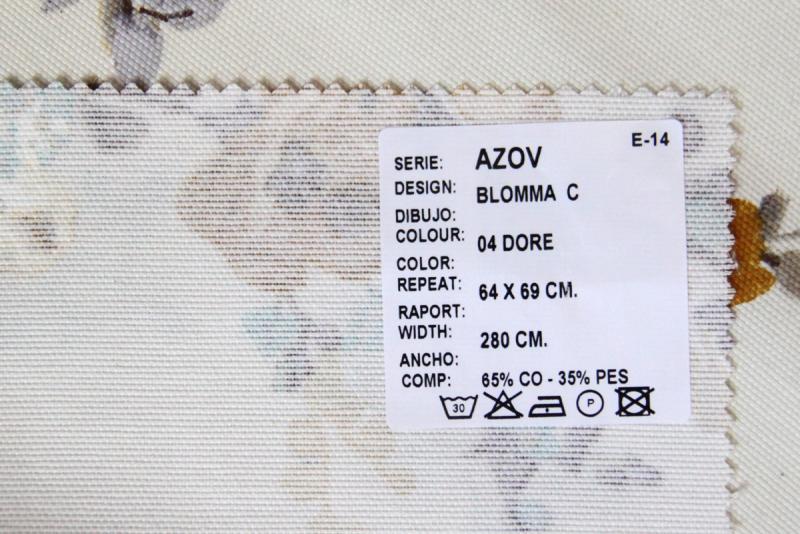 E-14
SERIE: AZOV
DESIGN: BLOMMA C
DIBUJO:
COLOUR: 04 DORE
COLOR:
REPEAT: 64 X 69 CM.
RAPORT:
WIDTH: 280 CM.
ANCHO:
COMP: 65% CO - 35% PES
30 P